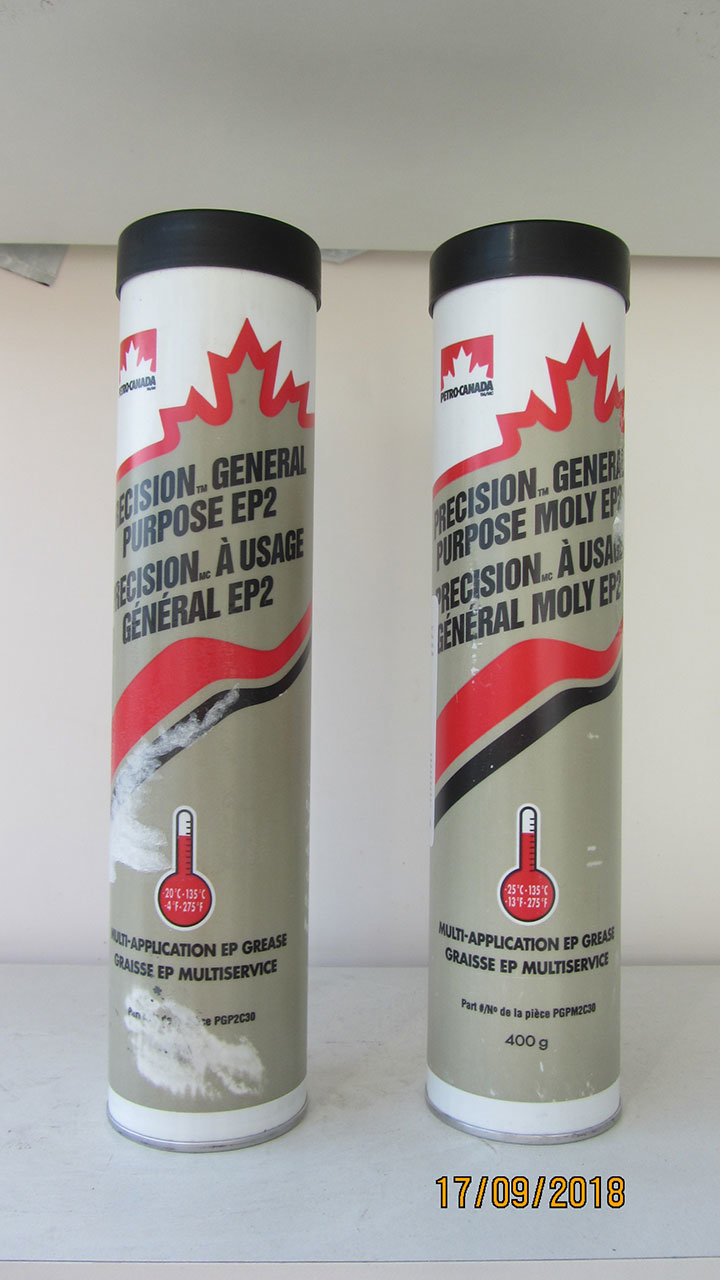 PETRO-CANADA
ECISION™ GENERAL
PURPOSE EP2
ECISION MC À USAGE
GÉNÉRAL EP2
-20°C-135°C
-4°F-275°F
MULTI-APPLICATION EP GREASE
GRAISSE EP MULTISERVICE
PGP2C30
PETRO-CANADA
PRECISION™ GENERAL
PURPOSE MOLY EP2
PRECISION MC À USAGE
GÉNÉRAL MOLY EP2
-25°C-135°C
-13°F-275°F
MULTI-APPLICATION EP GREASE
GRAISSE EP MULTISERVICE
Part #/Nº de la pièce PGPM2C30
400 g
17/09/2018